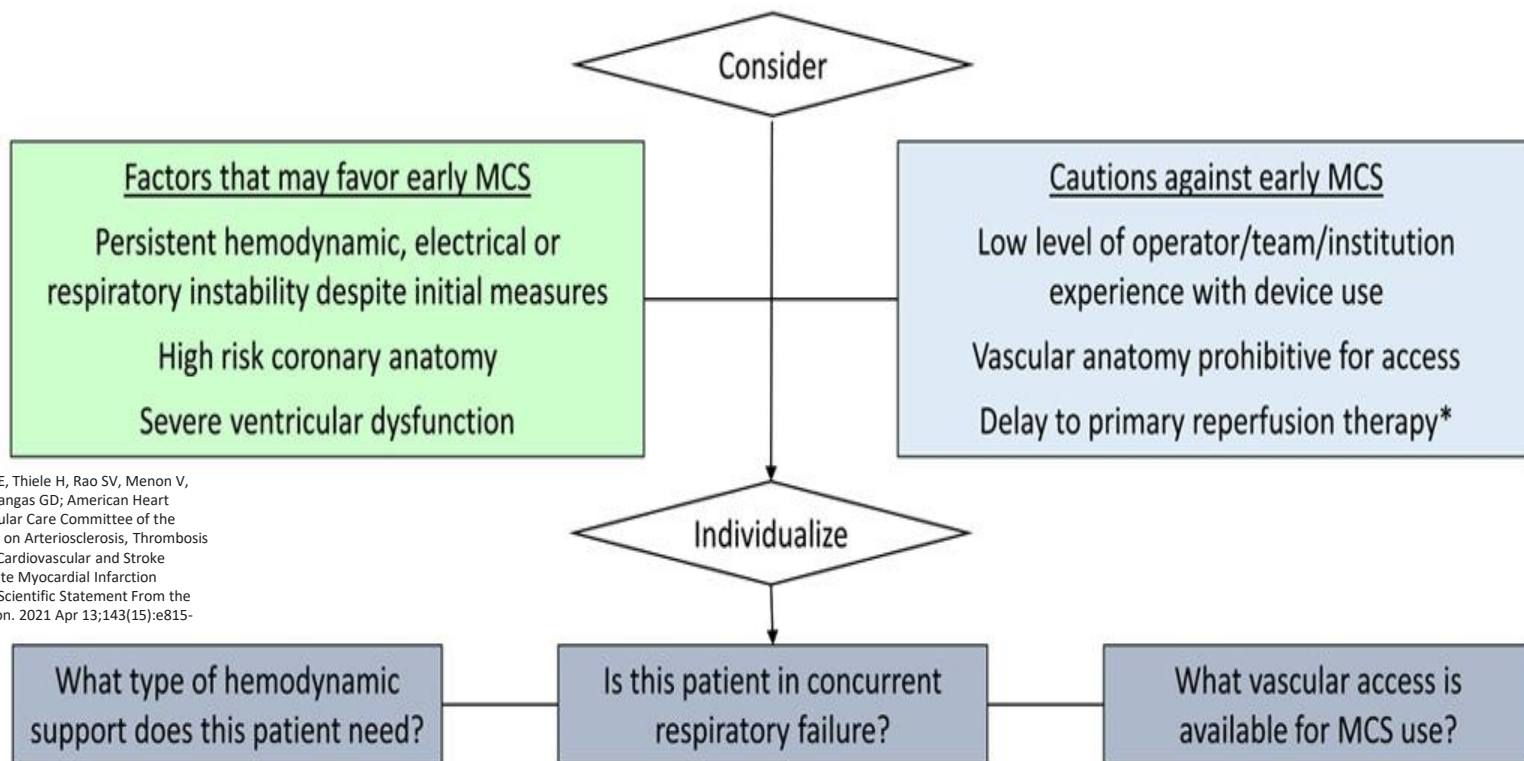 Consider
Factors that may favor early MCS
Persistent hemodynamic, electrical or
respiratory instability despite initial measures
High risk coronary anatomy
Severe ventricular dysfunction
Cautions against early MCS
Low level of operator/team/institution
experience with device use
Vascular anatomy prohibitive for access
Delay to primary reperfusion therapy*
E, Thiele H, Rao SV, Menon V,
angas GD; American Heart
ular Care Committee of the
on Arteriosclerosis, Thrombosis
Cardiovascular and Stroke
te Myocardial Infarction
Scientific Statement From the
on. 2021 Apr 13;143(15):e815-
Individualize
What type of hemodynamic
support does this patient need?
Is this patient in concurrent
respiratory failure?
What vascular access is
available for MCS use?